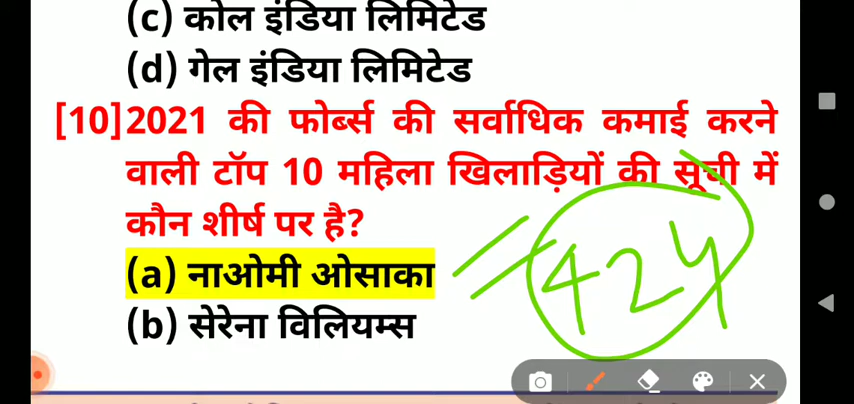 (c) कोल इंडिया लिमिटेड
(d) गेल इंडिया लिमिटेड
[10] 2021 की फोर्ब्स की सर्वाधिक कमाई करने
वाली टॉप 10 महिला खिलाड़ियों की सूची में
कौन शीर्ष पर है?
(a) नाओमी ओसाका
(b) सेरेना विलियम्स
424